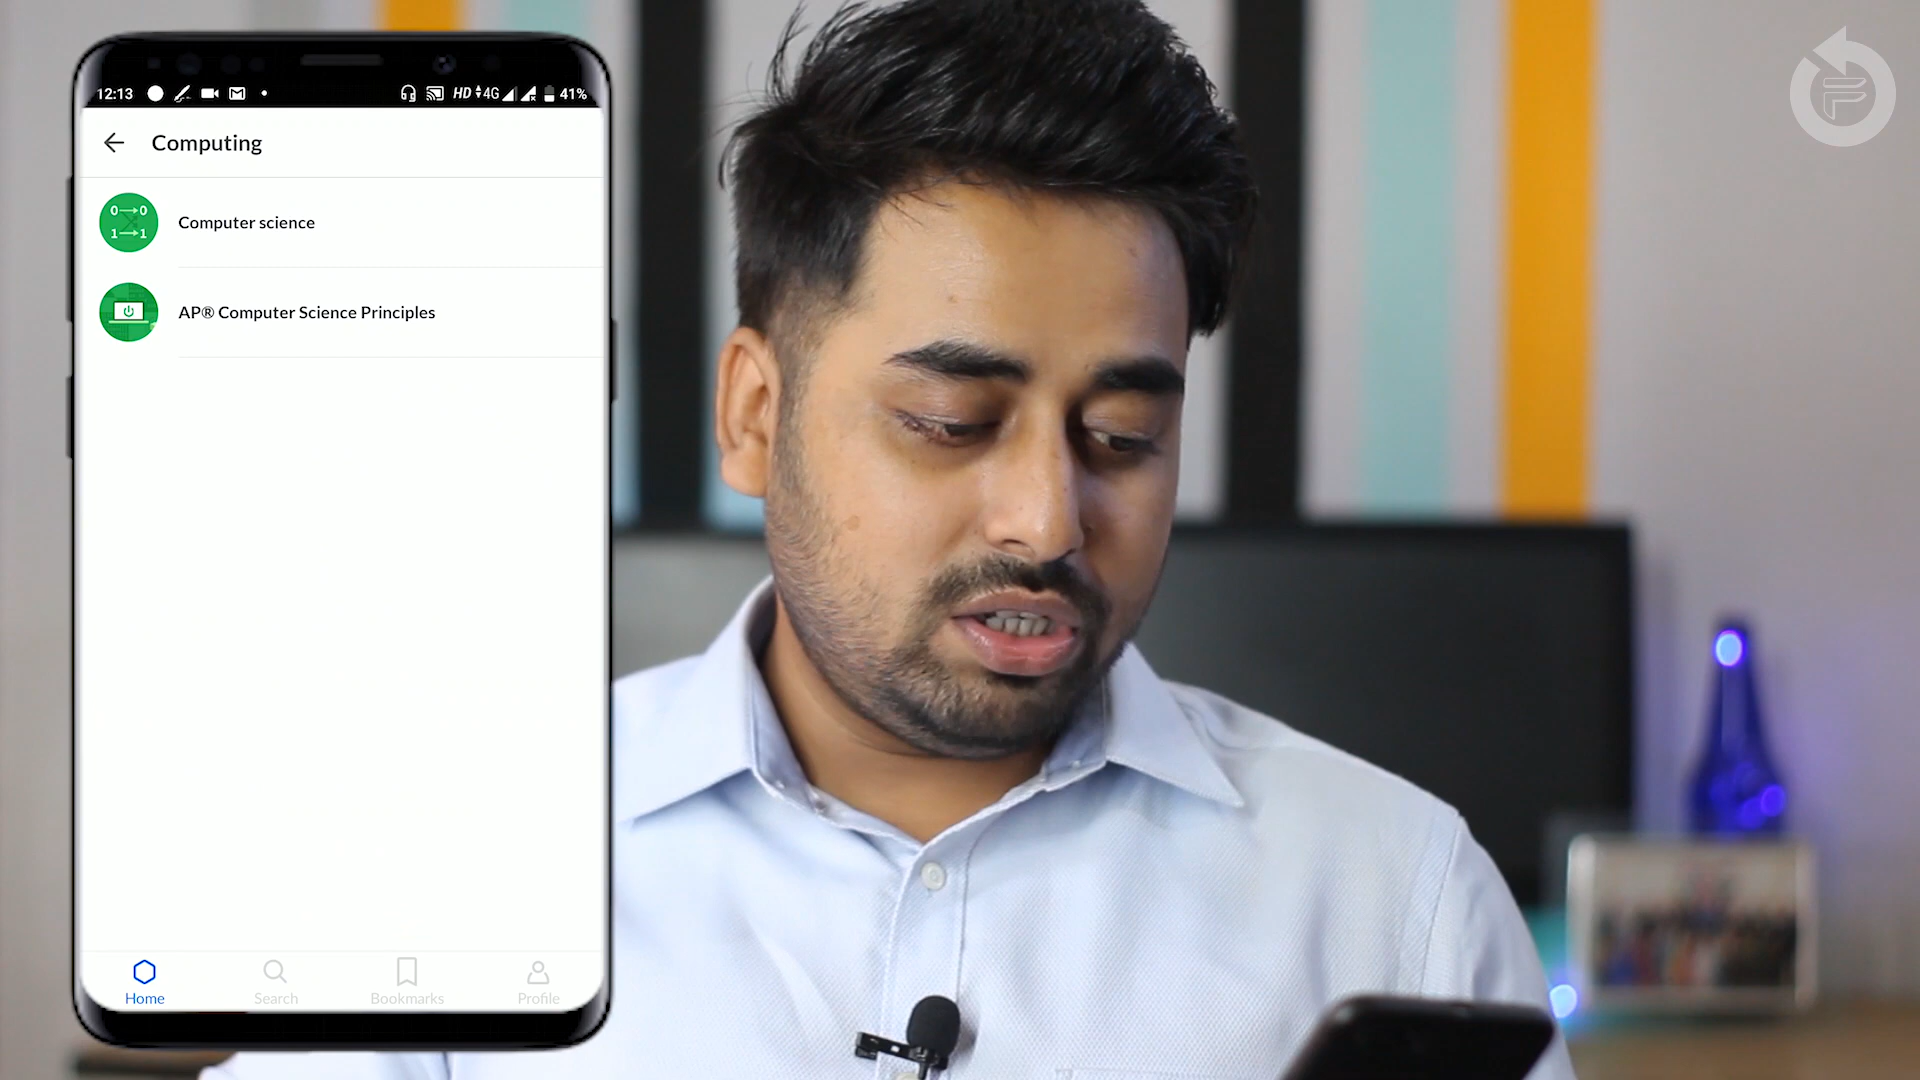 12:13 HD 4G 41%
Computing
0→0
1→1
Computer science
AP® Computer Science Principles
Home Search Bookmarks Profile